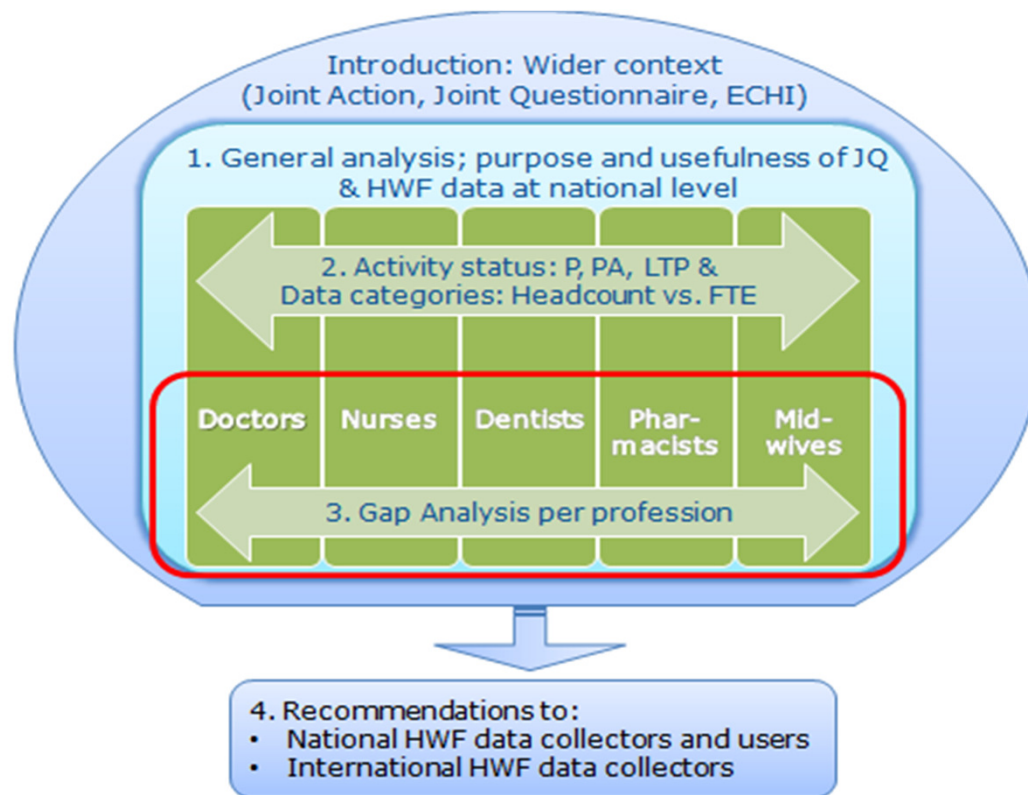 Introduction: Wider context
(Joint Action, Joint Questionnaire, ECHI)
1. General analysis; purpose and usefulness of JQ
& HWF data at national level
2. Activity status: P, PA, LTP &
Data categories: Headcount vs. FTE
Doctors
Nurses
Dentists
Phar-
macists
Mid-
wives
3. Gap Analysis per profession
4. Recommendations to:
• National HWF data collectors and users
• International HWF data collectors